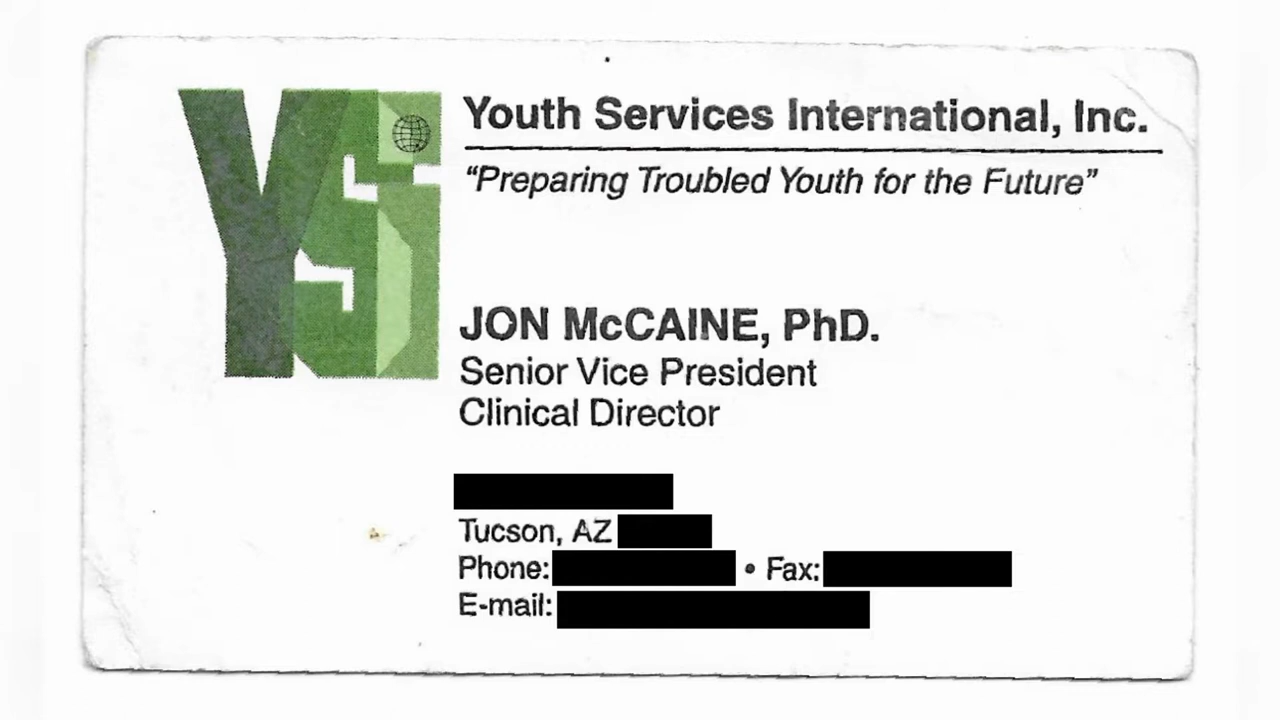 YSi
Youth Services International, Inc.
“Preparing Troubled Youth for the Future”
JON McCAINE, PhD.
Senior Vice President
Clinical Director
Tucson, AZ
Phone: • Fax:
E-mail: